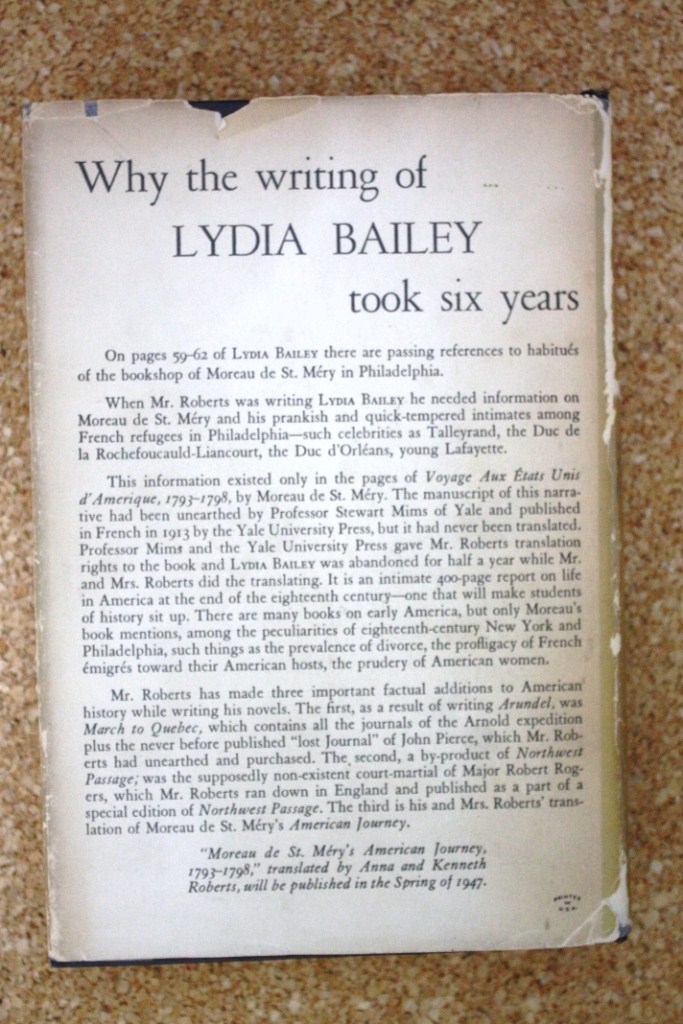 Why the writing of
LYDIA BAILEY
took six years
On pages 59-62 of LYDIA BAILEY there are passing references to habitués
of the bookshop of Moreau de St. Méry in Philadelphia.
When Mr. Roberts was writing LYDIA BAILEY he needed information on
Moreau de St. Méry and his prankish and quick-tempered intimates among
French refugees in Philadelphia—such celebrities as Talleyrand, the Duc de
la Rochefoucauld-Liancourt, the Duc d'Orléans, young Lafayette.
This information existed only in the pages of Voyage Aux États Unis
d'Amerique, 1793-1798, by Moreau de St. Méry. The manuscript of this narra-
tive had been unearthed by Professor Stewart Mims of Yale and published
in French in 1913 by the Yale University Press, but it had never been translated.
Professor Mims and the Yale University Press gave Mr. Roberts translation
rights to the book and LYDIA BAILEY was abandoned for half a year while Mr.
and Mrs. Roberts did the translating. It is an intimate 400-page report on life
in America at the end of the eighteenth century—one that will make students
of history sit up. There are many books on early America, but only Moreau's
book mentions, among the peculiarities of eighteenth-century New York and
Philadelphia, such things as the prevalence of divorce, the profligacy of French
émigrés toward their American hosts, the prudery of American women.
Mr. Roberts has made three important factual additions to American
history while writing his novels. The first, as a result of writing Arundel, was
March to Quebec, which contains all the journals of the Arnold expedition
plus the never before published "lost Journal" of John Pierce, which Mr. Rob-
erts had unearthed and purchased. The second, a by-product of Northwest
Passage, was the supposedly non-existent court-martial of Major Robert Rog-
ers, which Mr. Roberts ran down in England and published as a part of a
special edition of Northwest Passage. The third is his and Mrs. Roberts' trans-
lation of Moreau de St. Méry's American Journey.
"Moreau de St. Méry's American Journey,
1793-1798," translated by Anna and Kenneth
Roberts, will be published in the Spring of 1947.
PRINTED
IN
U.S.A.